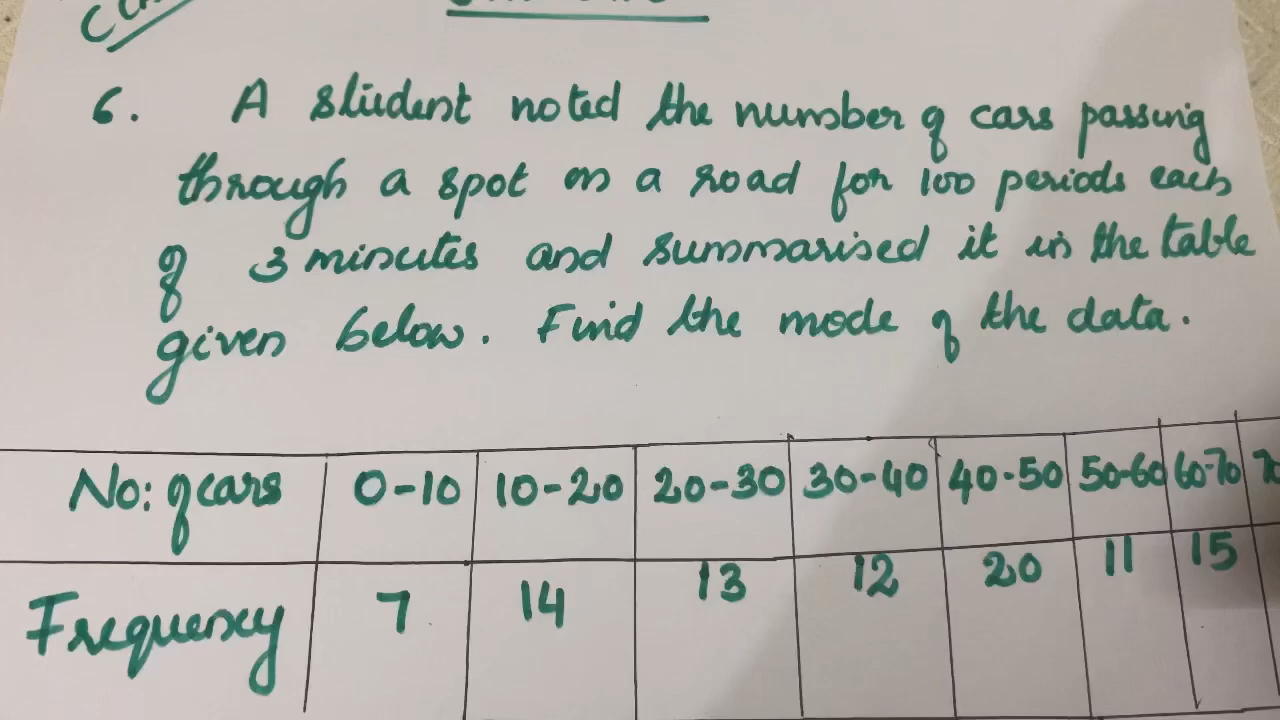 6. A student noted the number of cars passing
through a spot on a road for 100 periods each
of 3 minutes and summarised it in the table
given below. Find the mode of the data.
No: of cars 0-10 10-20 20-30 30-40 40-50 50-60 60-70
Frequency 7 14 13 12 20 11 15